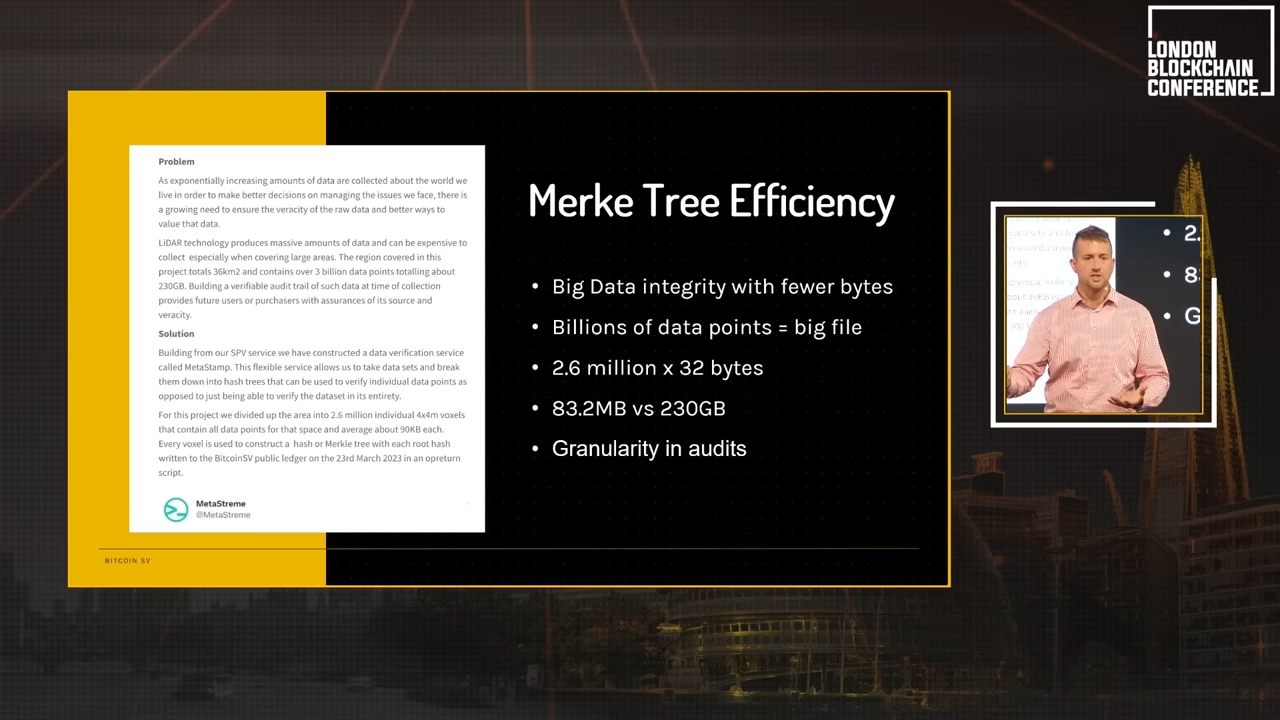 LONDON
BLOCKCHAIN
CONFERENCE
Problem
As exponentially increasing amounts of data are collected about the world we
live in order to make better decisions on managing the issues we face, there is
a growing need to ensure the veracity of the raw data and better ways to
value that data.
LiDAR technology produces massive amounts of data and can be expensive to
collect especially when covering large areas. The region covered in this
project totals 36km2 and contains over 3 billion data points totalling about
230GB. Building a verifiable audit trail of such data at time of collection
provides future users or purchasers with assurances of its source and
veracity.
Solution
Building from our SPV service we have constructed a data verification service
called MetaStamp. This flexible service allows us to take data sets and break
them down into hash trees that can be used to verify individual data points as
opposed to just being able to verify the dataset in its entirety.
For this project we divided up the area into 2.6 million individual 4x4m voxels
that contain all data points for that space and average about 90KB each.
Every voxel is used to construct a hash or Merkle tree with each root hash
written to the BitcoinSV public ledger on the 23rd March 2023 in an opreturn
script.
MetaStreme
@MetaStreme
BITCOIN SV
Merke Tree Efficiency
• Big Data integrity with fewer bytes
• Billions of data points = big file
• 2.6 million x 32 bytes
• 83.2MB vs 230GB
• Granularity in audits
• 2.
• 8
• G